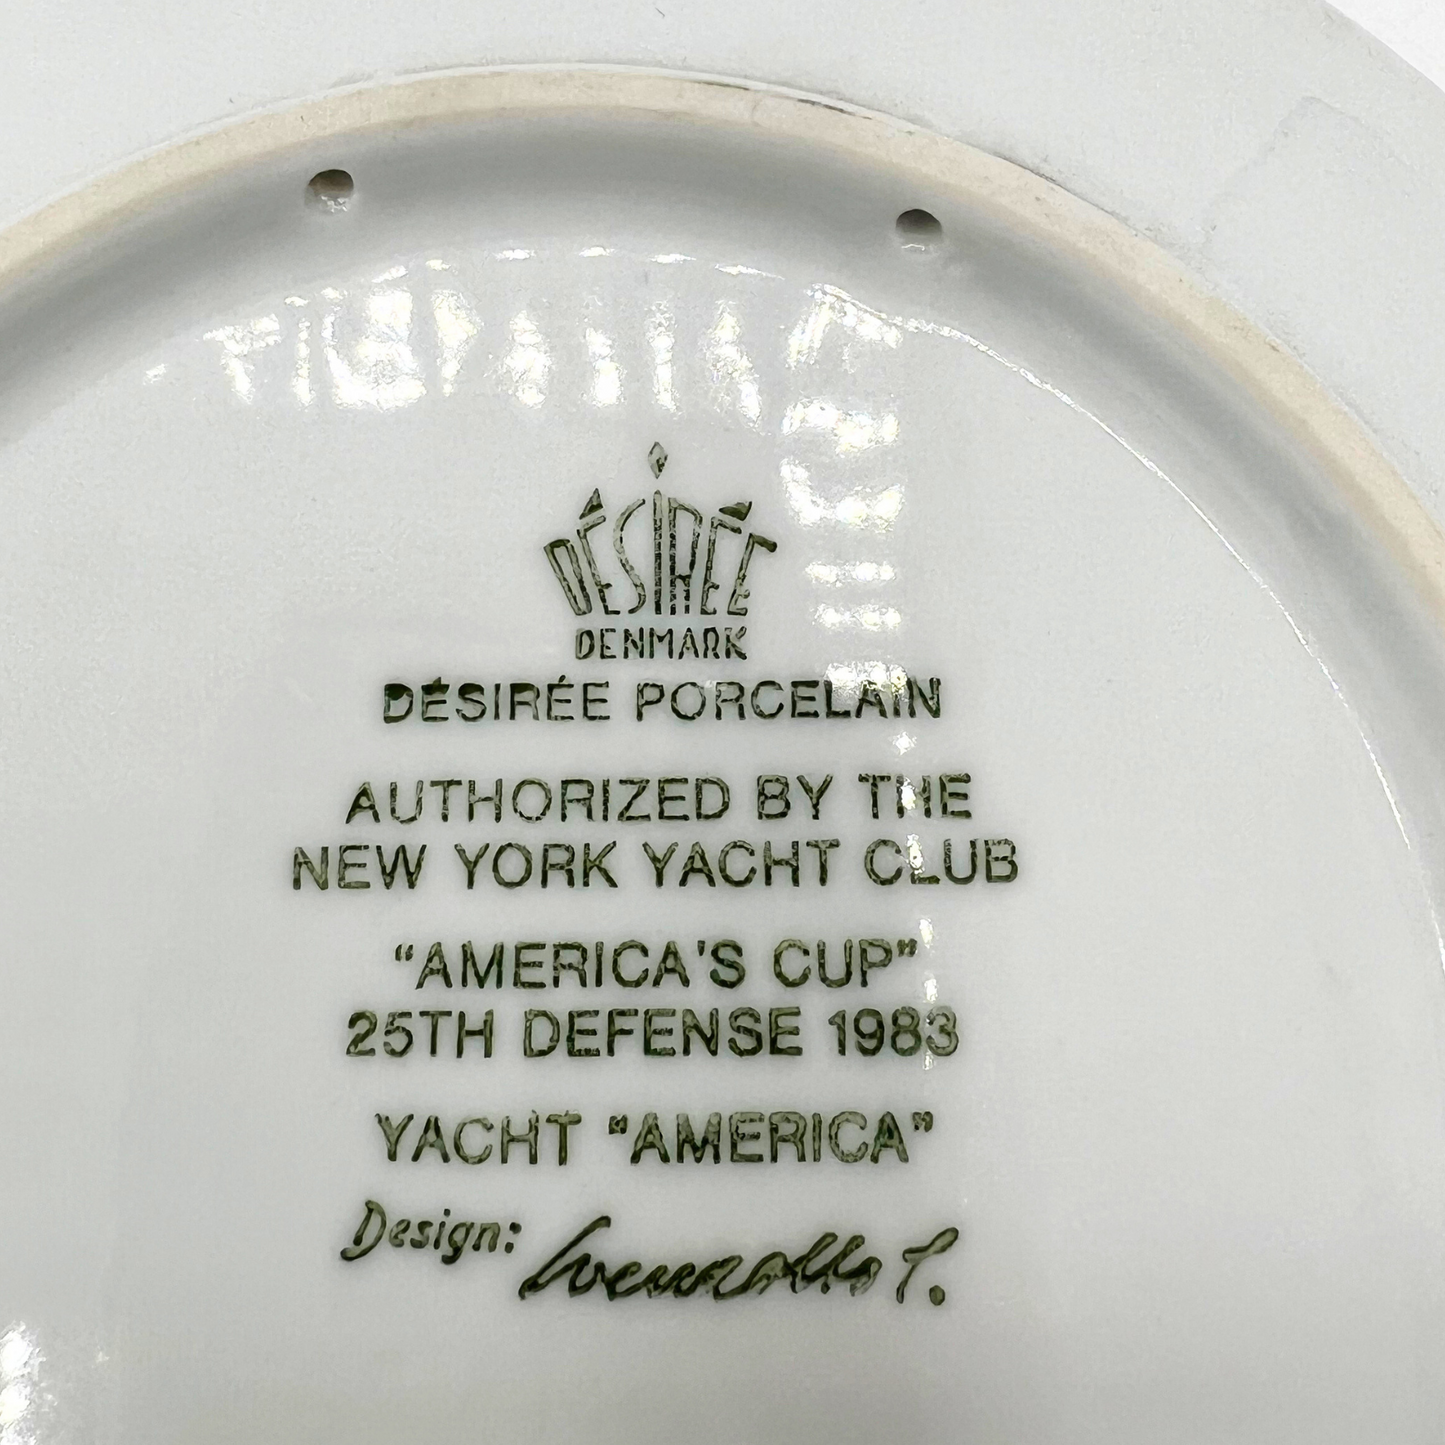 DÉSIRÉE
DENMARK
DÉSIRÉE PORCELAIN
AUTHORIZED BY THE
NEW YORK YACHT CLUB
“AMERICA'S CUP”
25TH DEFENSE 1983
YACHT "AMERICA”
Design: